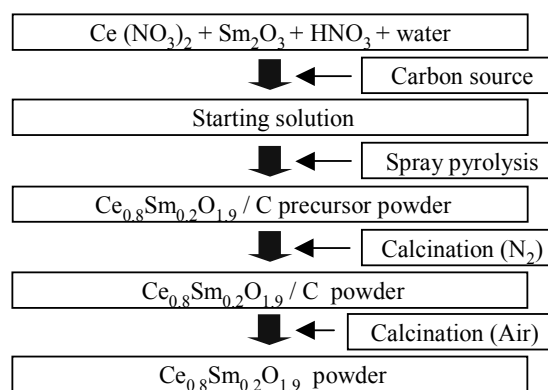 Ce (NO₃)₂ + Sm₂O₃ + HNO₃ + water
Carbon source
Starting solution
Spray pyrolysis
Ce₀.₈Sm₀.₂O₁.₉ / C precursor powder
Calcination (N₂)
Ce₀.₈Sm₀.₂O₁.₉ / C powder
Calcination (Air)
Ce₀.₈Sm₀.₂O₁.₉ powder